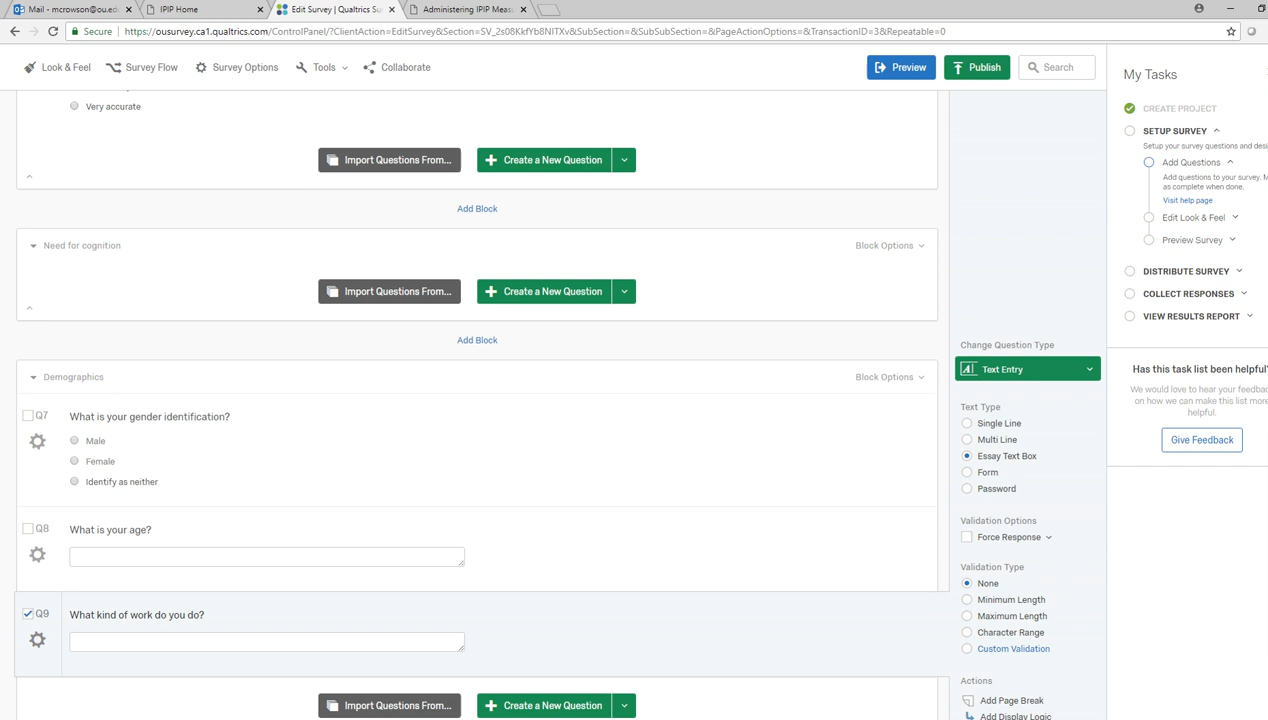 Mail - mcrowson@ou.ed
IPIP Home
Edit Survey | Qualtrics Su
Administering IPIP Meas
Secure
https://ousurvey.ca1.qualtrics.com/ControlPanel/?ClientAction=EditSurvey&Section=SV_2s08KkfYb8NITXv&SubSection=&SubSubSection=&PageActionOptions=&TransactionID=3&Repeatable=0
Look & Feel
Survey Flow
Survey Options
Tools
Collaborate
Preview
Publish
Search
Very accurate
Import Questions From...
Create a New Question
Add Block
Need for cognition
Block Options
Import Questions From...
Create a New Question
Add Block
Demographics
Block Options
Q7
What is your gender identification?
Male
Female
Identify as neither
Q8
What is your age?
Q9
What kind of work do you do?
Import Questions From...
Create a New Question
Change Question Type
Text Entry
Text Type
Single Line
Multi Line
Essay Text Box
Form
Password
Validation Options
Force Response
Validation Type
None
Minimum Length
Maximum Length
Character Range
Custom Validation
Actions
Add Page Break
Add Display Logic
My Tasks
CREATE PROJECT
SETUP SURVEY
Setup your survey questions and desi
Add Questions
Add questions to your survey. M
as complete when done.
Visit help page
Edit Look & Feel
Preview Survey
DISTRIBUTE SURVEY
COLLECT RESPONSES
VIEW RESULTS REPORT
Has this task list been helpful?
We would love to hear your feedbac
on how we can make this list more
helpful.
Give Feedback